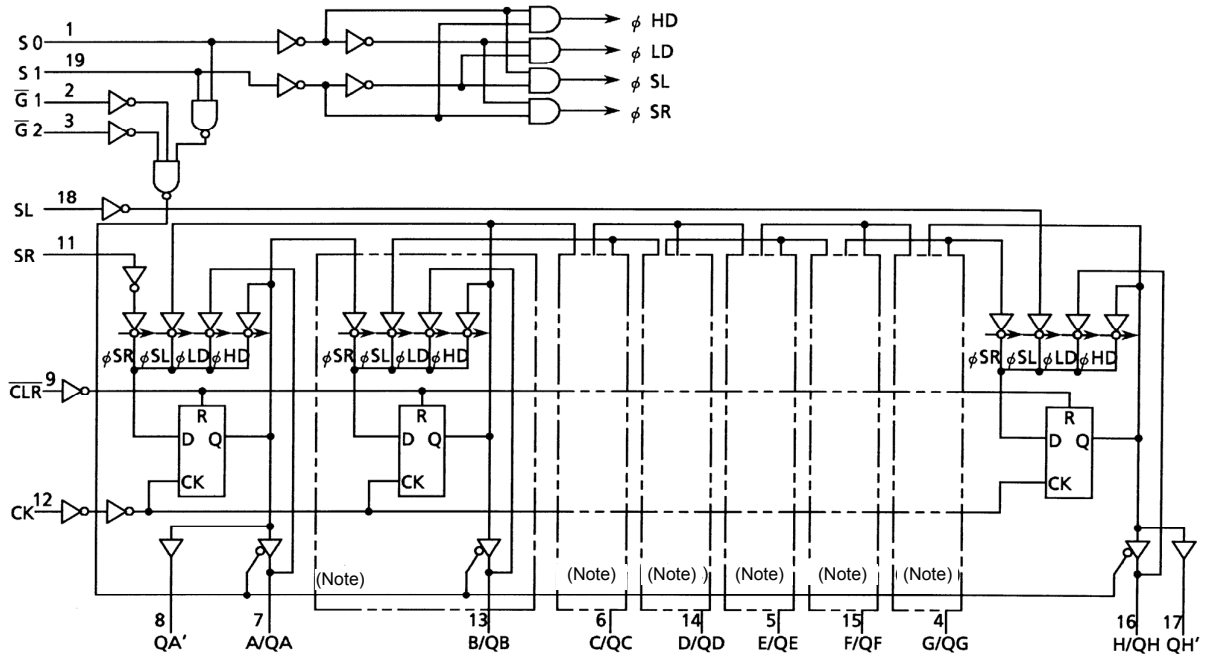 S0 1
S1 19
G̅1 2
G̅2 3
ϕ HD
ϕ LD
ϕ SL
ϕ SR
SL 18
SR 11
ϕSR ϕSL ϕLD ϕHD
ϕSR ϕSL ϕLD ϕHD
ϕSR ϕSL ϕLD ϕHD
C̅L̅R̅ 9
R
D Q
CK
R
D Q
CK
R
D Q
CK
CK 12
(Note)
(Note)
(Note)
(Note)
(Note)
(Note)
8 7 13 6 14 5 15 4 16 17
QA' A/QA B/QB C/QC D/QD E/QE F/QF G/QG H/QH QH'